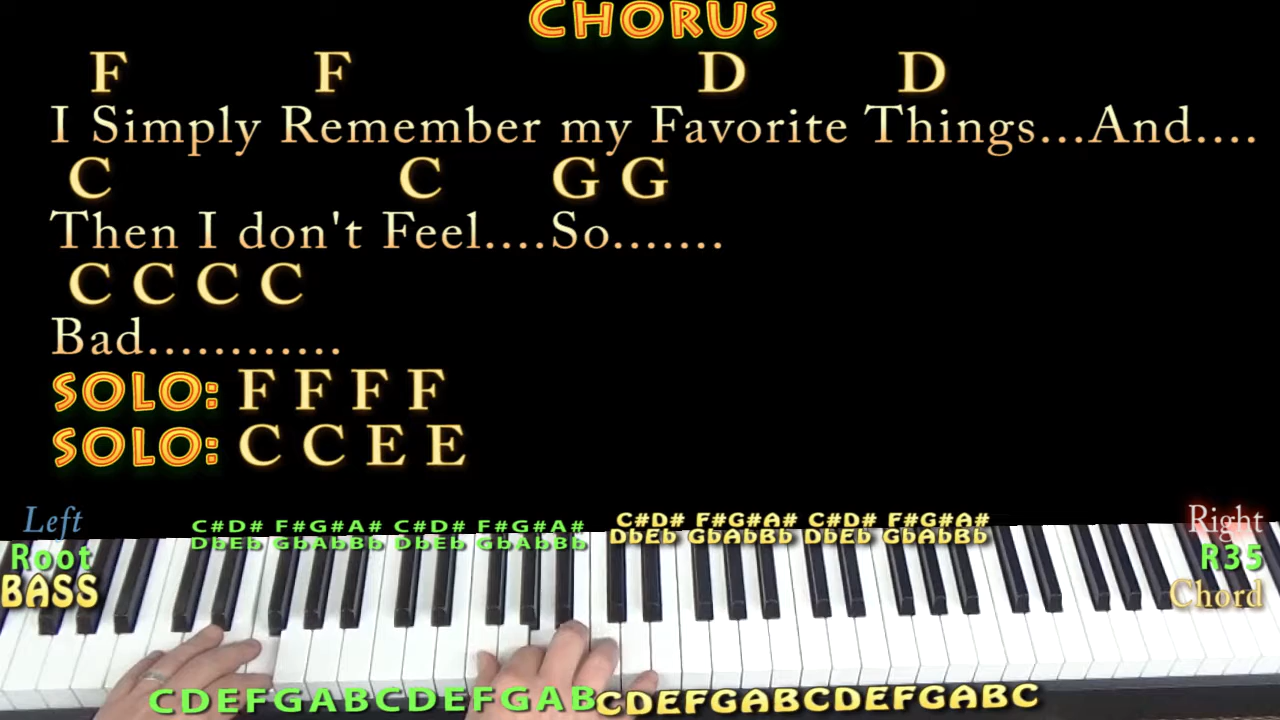 CHORUS
F F D D
I Simply Remember my Favorite Things...And....
C C G G
Then I don't Feel....So.......
C C C C
Bad............
SOLO: F F F F
SOLO: C C E E
Left
Root
BASS
C#D# F#G#A# C#D# F#G#A#
DbEb GbAbBb DbEb GbAbBb
C#D# F#G#A# C#D# F#G#A#
DbEb GbAbBb DbEb GbAbBb
Right
R35
Chord
CDEFGABCDEFGAB
CDEFGABCDEFGABC